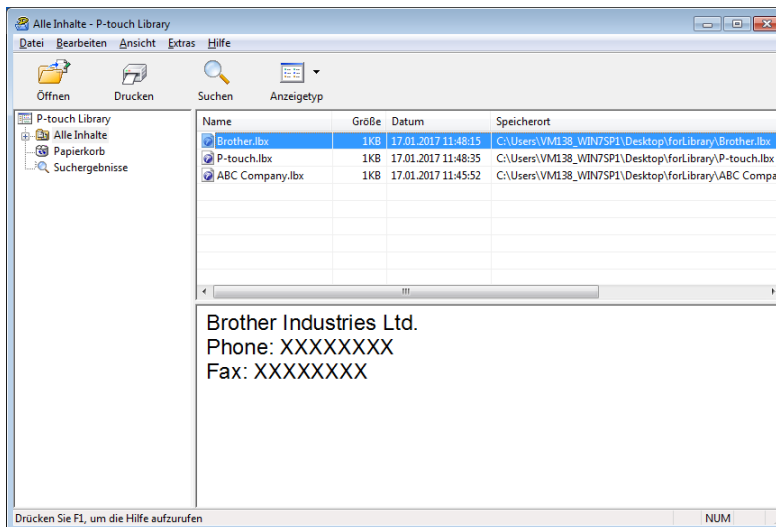 Alle Inhalte - P-touch Library
Datei Bearbeiten Ansicht Extras Hilfe
Öffnen Drucken Suchen Anzeigetyp
P-touch Library
Alle Inhalte
Papierkorb
Suchergebnisse
Name Größe Datum Speicherort
Brother.lbx 1KB 17.01.2017 11:48:15 C:\Users\VM138_WIN7SP1\Desktop\forLibrary\Brother.lbx
P-touch.lbx 1KB 17.01.2017 11:48:35 C:\Users\VM138_WIN7SP1\Desktop\forLibrary\P-touch.lbx
ABC Company.lbx 1KB 17.01.2017 11:45:52 C:\Users\VM138_WIN7SP1\Desktop\forLibrary\ABC Compa
Brother Industries Ltd.
Phone: XXXXXXXX
Fax: XXXXXXXX
Drücken Sie F1, um die Hilfe aufzurufen NUM